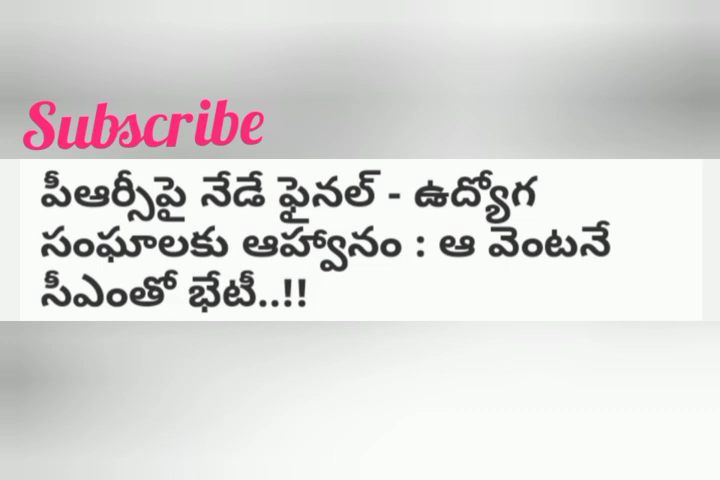 Subscribe
పీఆర్సీపై నేడే ఫైనల్ - ఉద్యోగ
సంఘాలకు ఆహ్వానం : ఆ వెంటనే
సీఎంతో భేటీ..!!